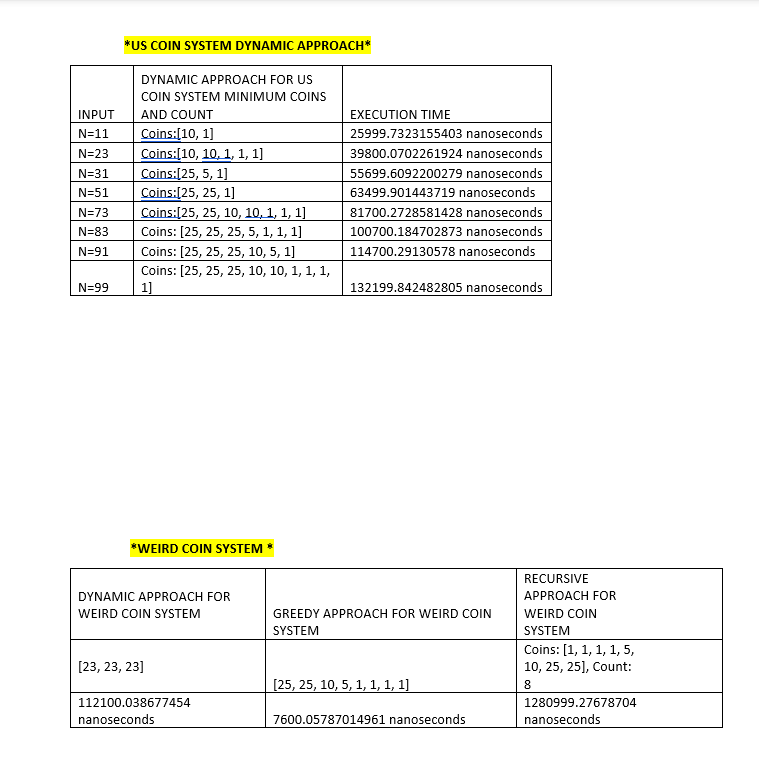 *US COIN SYSTEM DYNAMIC APPROACH*
DYNAMIC APPROACH FOR US
COIN SYSTEM MINIMUM COINS
INPUT AND COUNT EXECUTION TIME
N=11 Coins:[10, 1] 25999.7323155403 nanoseconds
N=23 Coins:[10, 10, 1, 1, 1] 39800.0702261924 nanoseconds
N=31 Coins:[25, 5, 1] 55699.6092200279 nanoseconds
N=51 Coins:[25, 25, 1] 63499.901443719 nanoseconds
N=73 Coins:[25, 25, 10, 10, 1, 1, 1] 81700.2728581428 nanoseconds
N=83 Coins: [25, 25, 25, 5, 1, 1, 1] 100700.184702873 nanoseconds
N=91 Coins: [25, 25, 25, 10, 5, 1] 114700.29130578 nanoseconds
Coins: [25, 25, 25, 10, 10, 1, 1, 1,
N=99 1] 132199.842482805 nanoseconds
*WEIRD COIN SYSTEM *
DYNAMIC APPROACH FOR
WEIRD COIN SYSTEM
GREEDY APPROACH FOR WEIRD COIN
SYSTEM
RECURSIVE
APPROACH FOR
WEIRD COIN
SYSTEM
[23, 23, 23]
[25, 25, 10, 5, 1, 1, 1, 1]
Coins: [1, 1, 1, 1, 5,
10, 25, 25], Count:
8
112100.038677454
nanoseconds
7600.05787014961 nanoseconds
1280999.27678704
nanoseconds